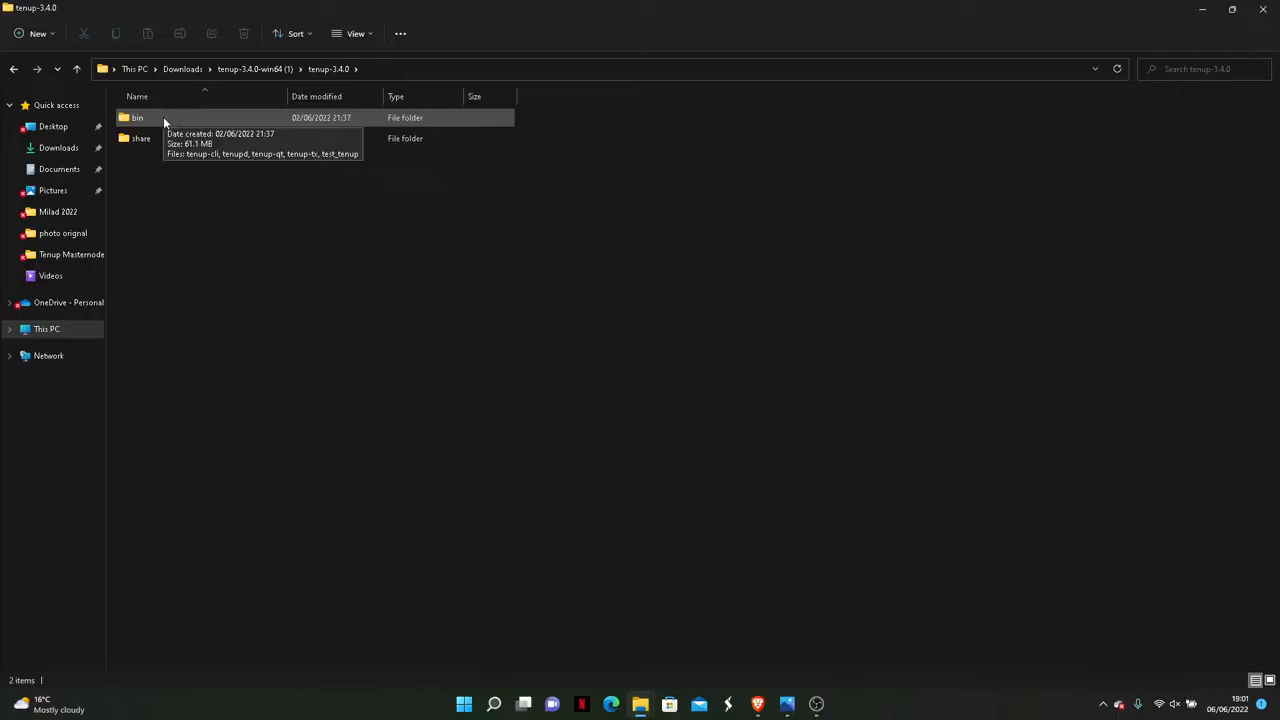 tenup-3.4.0
New
Sort
View
This PC
Downloads
tenup-3.4.0-win64 (1)
tenup-3.4.0
Search tenup-3.4.0
Name
Date modified
Type
Size
Quick access
bin
02/06/2022 21:37
File folder
Desktop
Date created: 02/06/2022 21:37
share
File folder
Size: 61.1 MB
Downloads
Files: tenup-cli, tenupd, tenup-qt, tenup-tx, test_tenup
Documents
Pictures
Milad 2022
photo orignal
Tenup Masternode
Videos
OneDrive - Personal
This PC
Network
2 items
16°C
Mostly cloudy
19:01
06/06/2022